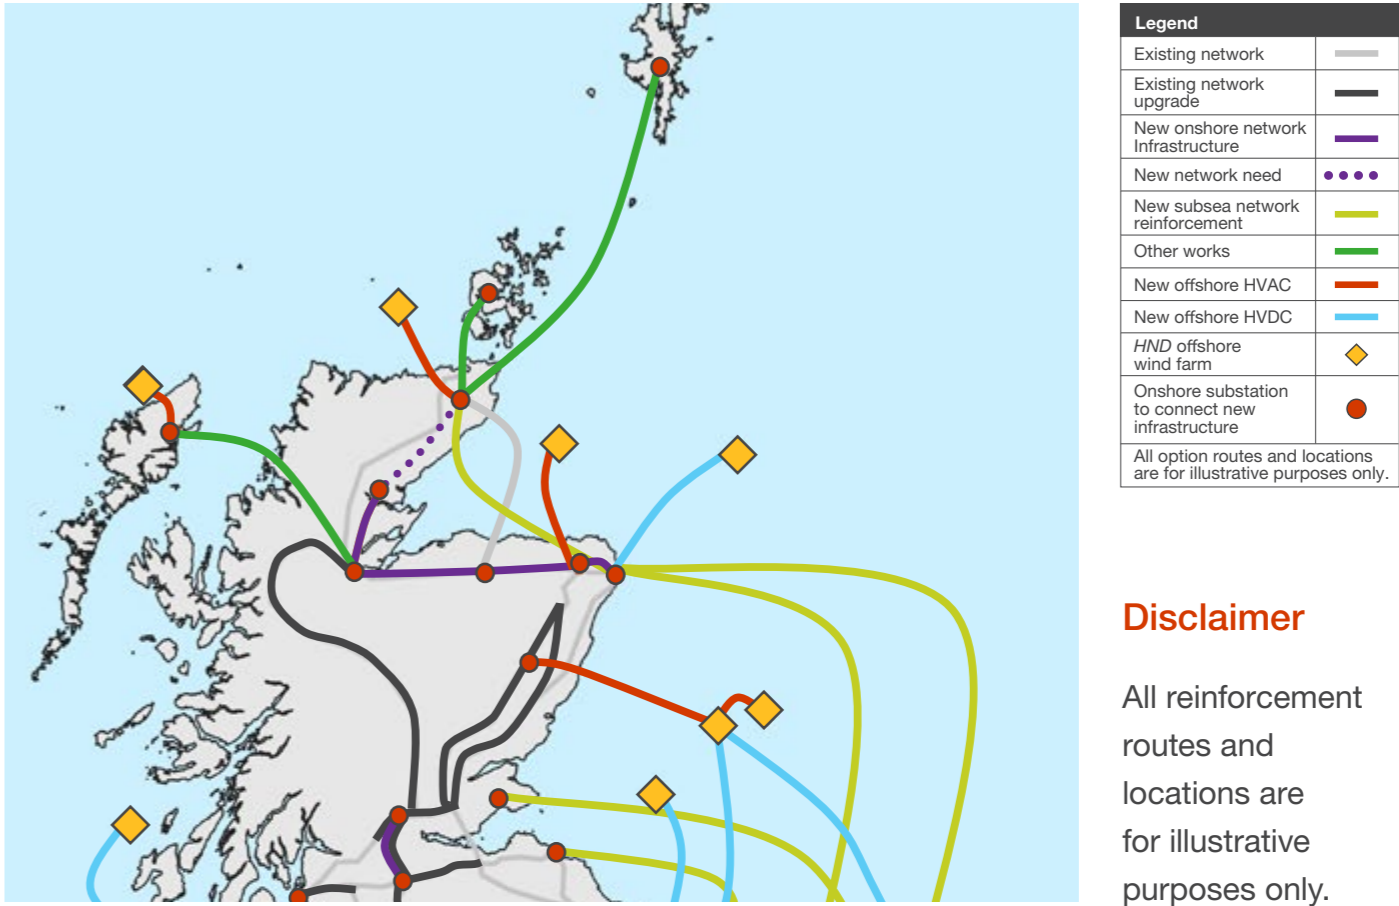 Legend
Existing network
Existing network
upgrade
New onshore network
Infrastructure
New network need
New subsea network
reinforcement
Other works
New offshore HVAC
New offshore HVDC
HND offshore
wind farm
Onshore substation
to connect new
infrastructure
All option routes and locations
are for illustrative purposes only.
Disclaimer
All reinforcement
routes and
locations are
for illustrative
purposes only.